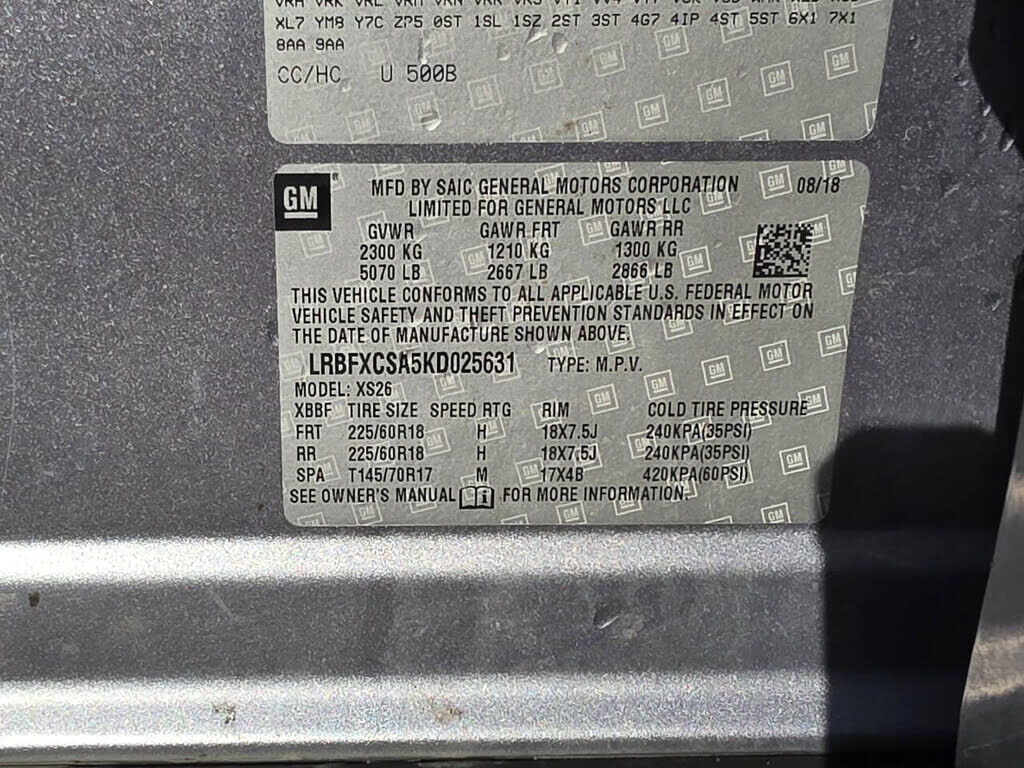 XL7 YM8 Y7C ZP5 0ST 1SL 1SZ 2ST 3ST 4G7 4IP 4ST 5ST 6X1 7X1
8AA 9AA
CC/HC U 500B
GM ® MFD BY SAIC GENERAL MOTORS CORPORATION 08/18
LIMITED FOR GENERAL MOTORS LLC
GVWR GAWR FRT GAWR RR
2300 KG 1210 KG 1300 KG
5070 LB 2667 LB 2866 LB
THIS VEHICLE CONFORMS TO ALL APPLICABLE U.S. FEDERAL MOTOR
VEHICLE SAFETY AND THEFT PREVENTION STANDARDS IN EFFECT ON
THE DATE OF MANUFACTURE SHOWN ABOVE.
LRBFXCSA5KD025631 TYPE: M.P.V.
MODEL: XS26
XBBF TIRE SIZE SPEED RTG RIM COLD TIRE PRESSURE
FRT 225/60R18 H 18X7.5J 240KPA(35PSI)
RR 225/60R18 H 18X7.5J 240KPA(35PSI)
SPA T145/70R17 M 17X4B 420KPA(60PSI)
SEE OWNER'S MANUAL FOR MORE INFORMATION.